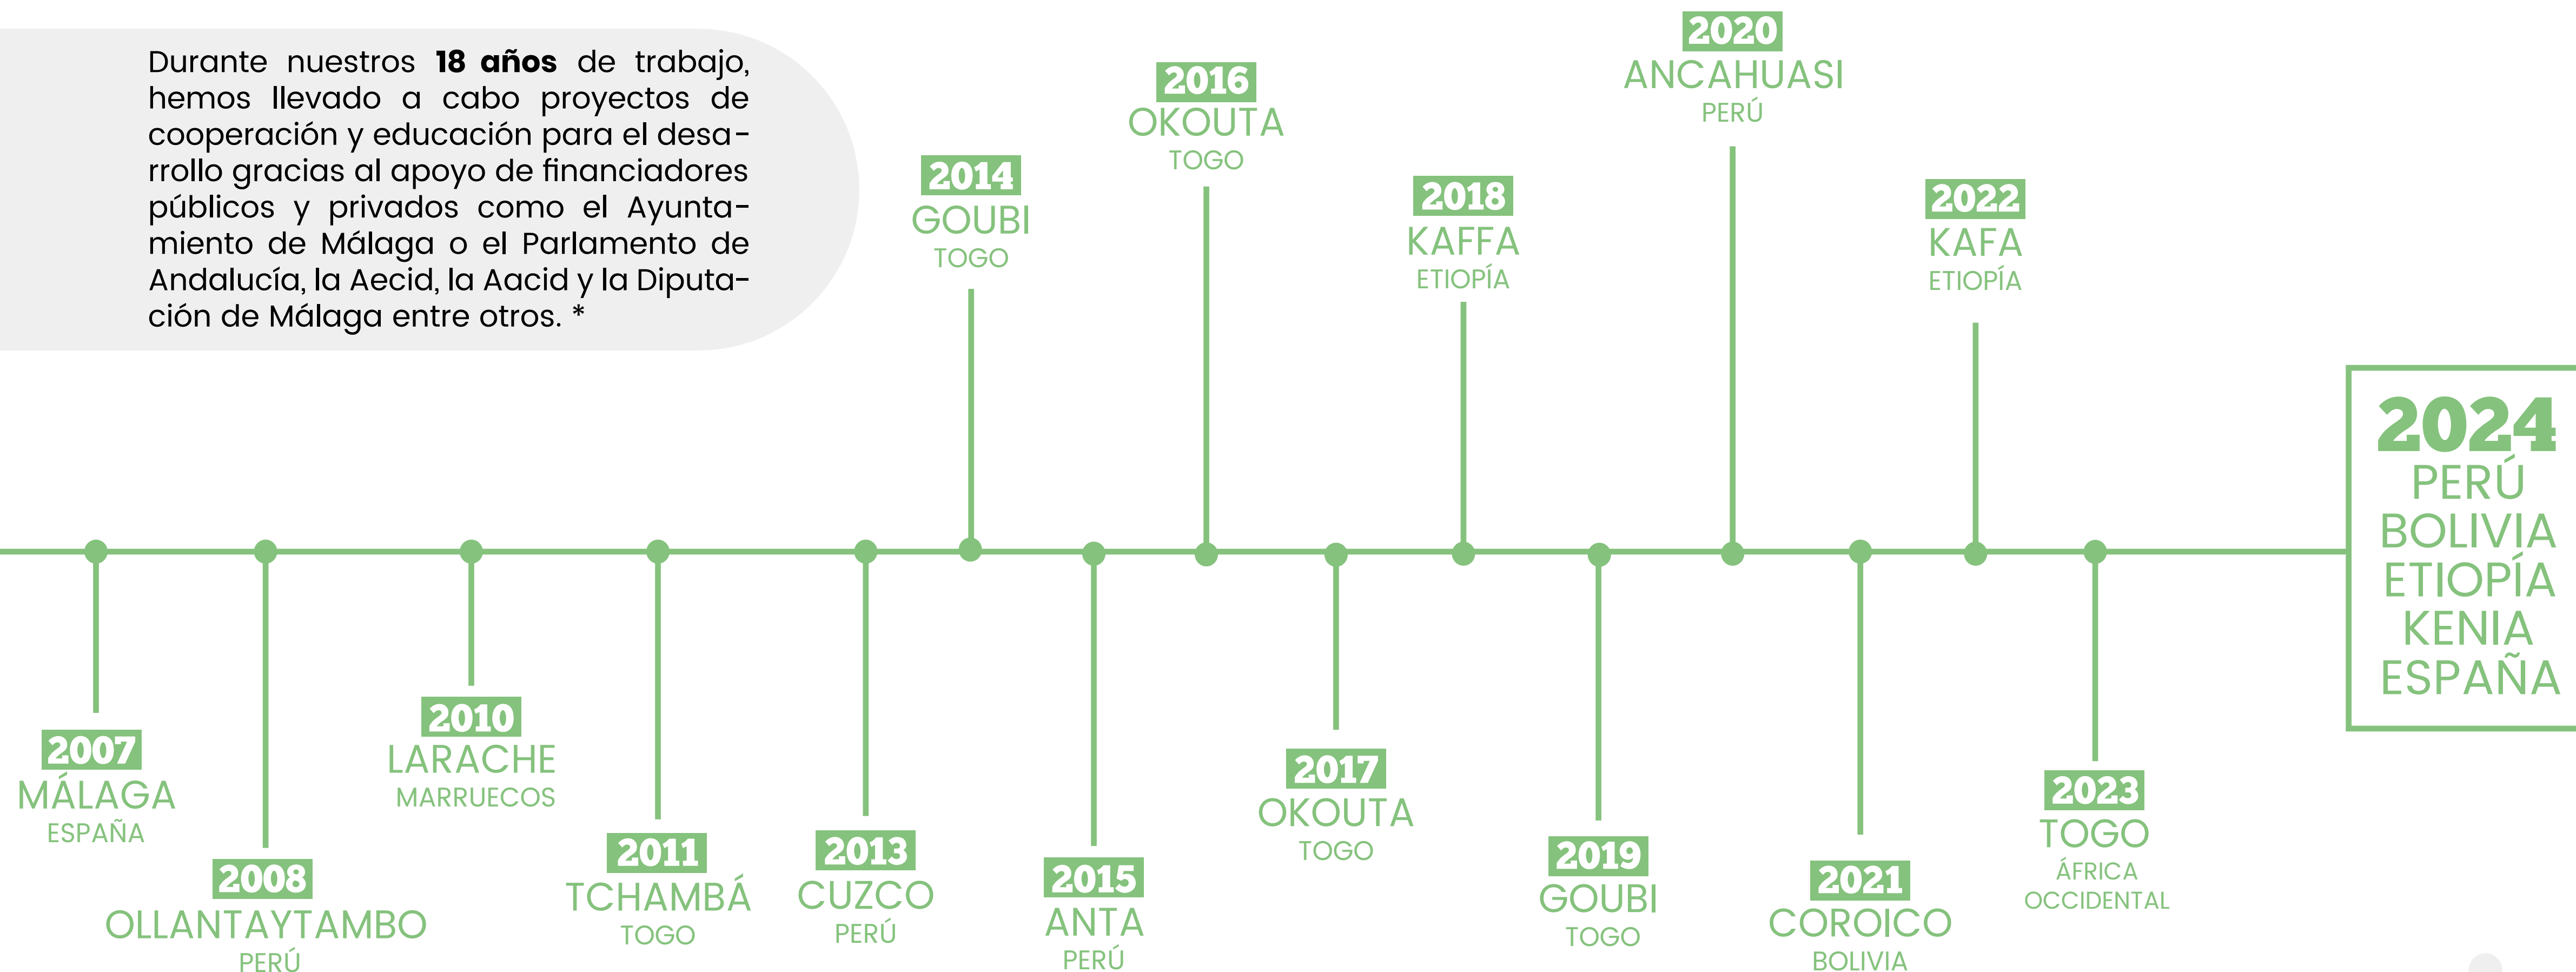 Durante nuestros 18 años de trabajo,
hemos llevado a cabo proyectos de
cooperación y educación para el desa-
rrollo gracias al apoyo de financiadores
públicos y privados como el Ayunta-
miento de Málaga o el Parlamento de
Andalucía, la Aecid, la Aacid y la Diputa-
ción de Málaga entre otros. *
2007
MÁLAGA
ESPAÑA
2008
OLLANTAYTAMBO
PERÚ
2010
LARACHE
MARRUECOS
2011
TCHAMBÁ
TOGO
2013
CUZCO
PERÚ
2014
GOUBI
TOGO
2015
ANTA
PERÚ
2016
OKOUTA
TOGO
2017
OKOUTA
TOGO
2018
KAFFA
ETIOPÍA
2019
GOUBI
TOGO
2020
ANCAHUASI
PERÚ
2021
COROICO
BOLIVIA
2022
KAFA
ETIOPÍA
2023
TOGO
ÁFRICA
OCCIDENTAL
2024
PERÚ
BOLIVIA
ETIOPÍA
KENIA
ESPAÑA